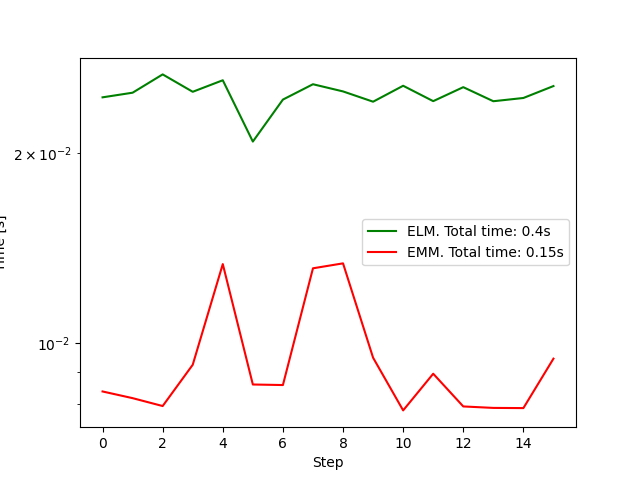 2 × 10⁻²
10⁻²
ELM. Total time: 0.4s
EMM. Total time: 0.15s
0 2 4 6 8 10 12 14
Step